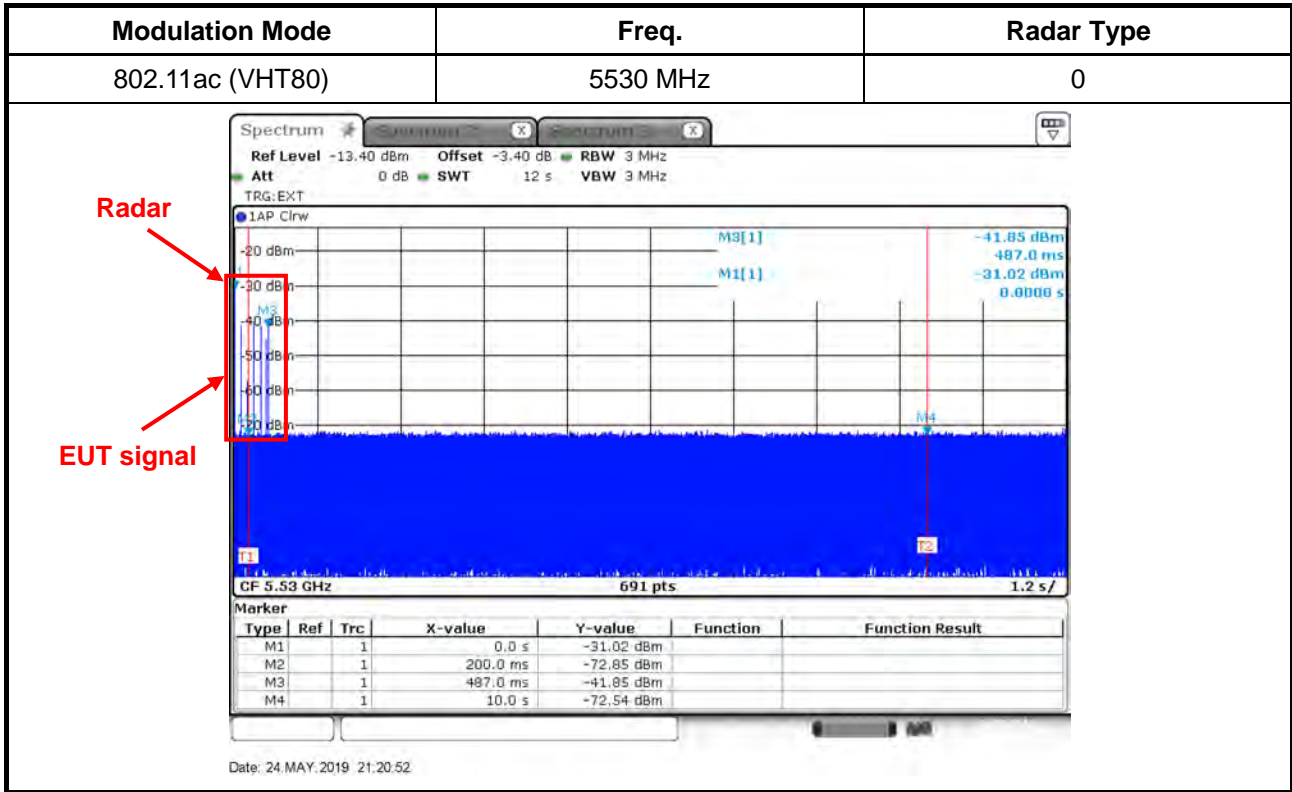 Modulation Mode Freq. Radar Type
802.11ac (VHT80) 5530 MHz 0
Spectrum X X
Ref Level -13.40 dBm Offset -3.40 dB RBW 3 MHz
Att 0 dB SWT 12 s VBW 3 MHz
TRG:EXT
Radar
1AP Clrw
M3[1] -41.85 dBm
-20 dBm
487.0 ms
M1[1] -31.02 dBm
-30 dBm
0.0000 s
M3
-40 dBm
-50 dBm
-60 dBm
M4
EUT signal
T1 T2
CF 5.53 GHz 691 pts 1.2 s/
Marker
Type Ref Trc X-value Y-value Function Function Result
M1 1 0.0 s -31.02 dBm
M2 1 200.0 ms -72.85 dBm
M3 1 487.0 ms -41.85 dBm
M4 1 10.0 s -72.54 dBm
Date: 24.MAY.2019 21:20:52